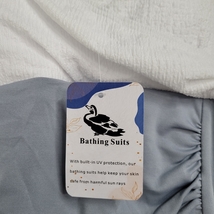 Bathing Suits
With built-in UV protection, our
bathing suits help keep your skin
safe from harmful sun rays